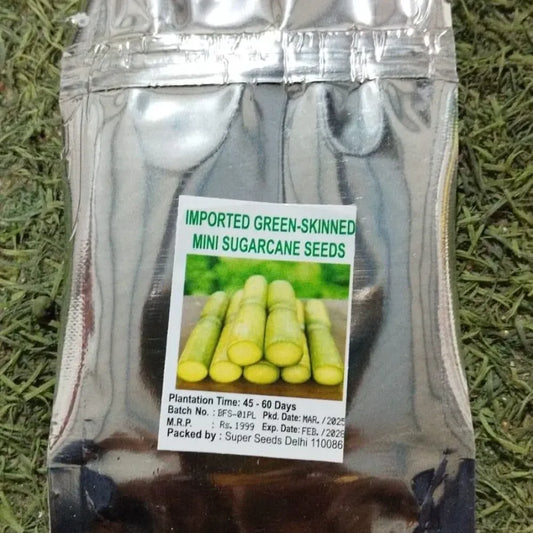 IMPORTED GREEN-SKINNED
MINI SUGARCANE SEEDS
Plantation Time: 45 - 60 Days
Batch No. : BFS-01PL Pkd. Date: MAR. /2025
M.R.P. : Rs. 1999 Exp. Date: FEB. /2026
Packed by : Super Seeds Delhi 110086